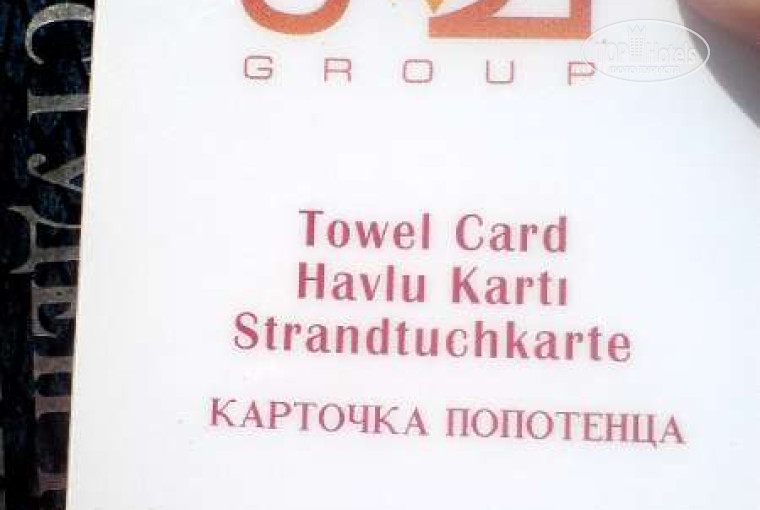 GROUP
Towel Card
Havlu Kartı
Strandtuchkarte
КАРТОЧКА ПОПОТЕНЦА